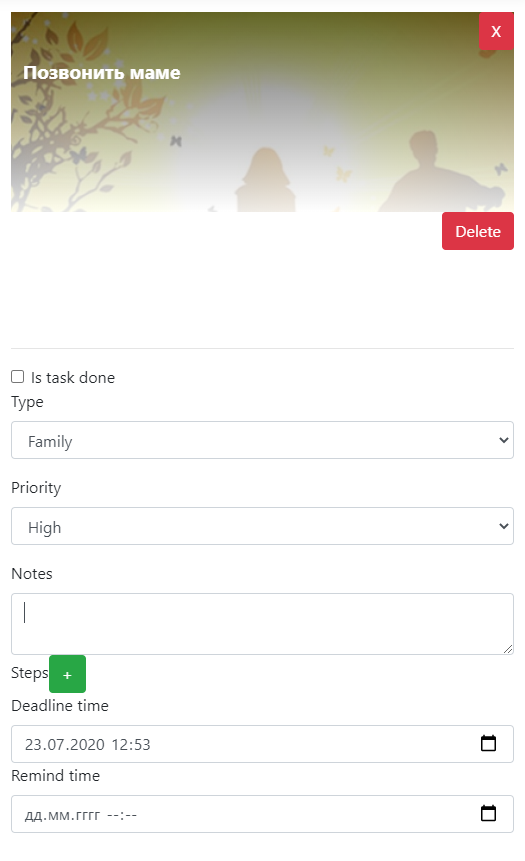 X
Позвонить маме
Delete
Is task done
Type
Family
Priority
High
Notes
Steps +
Deadline time
23.07.2020 12:53
Remind time
дд.мм.гггг --:--